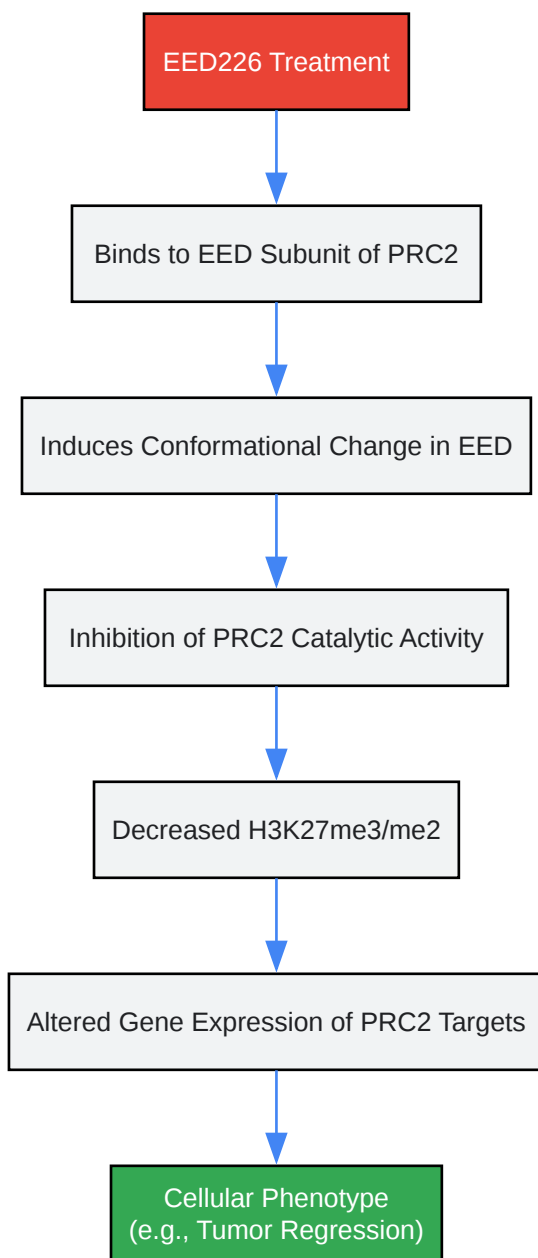 EED226 Treatment
Binds to EED Subunit of PRC2
Induces Conformational Change in EED
Inhibition of PRC2 Catalytic Activity
Decreased H3K27me3/me2
Altered Gene Expression of PRC2 Targets
Cellular Phenotype
(e.g., Tumor Regression)